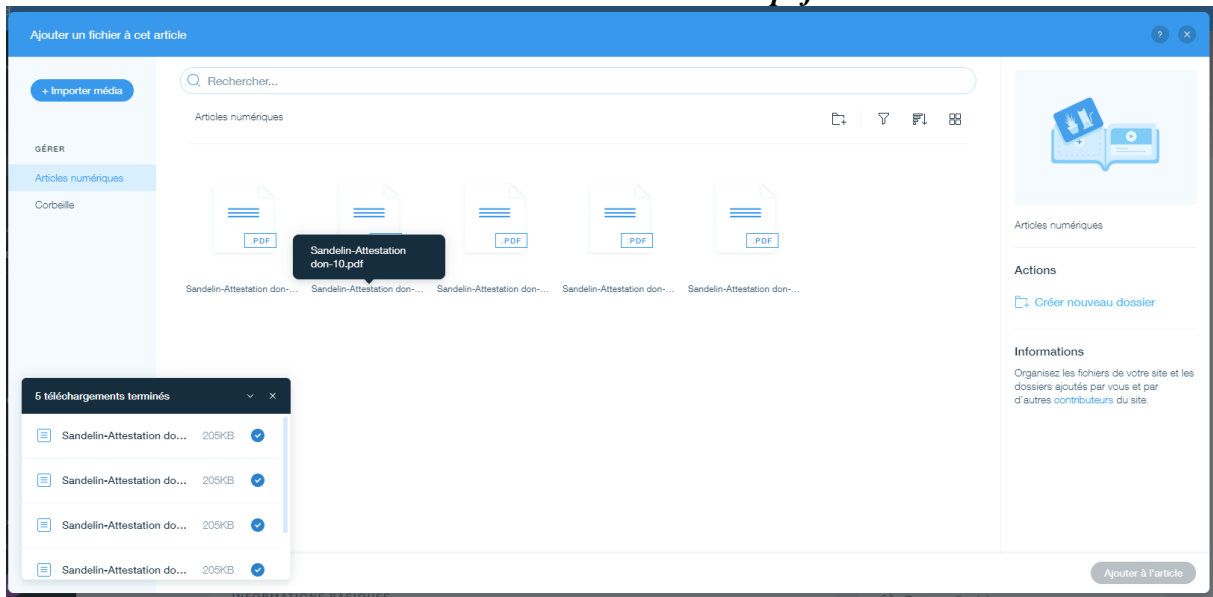 Ajouter un fichier à cet article
?
+ Importer média
Rechercher...
Articles numériques
GÉRER
Articles numériques
Corbeille
.PDF
.PDF
.PDF
.PDF
Sandelin-Attestation
don-10.pdf
Sandelin-Attestation don-...
Sandelin-Attestation don-...
Sandelin-Attestation don-...
Sandelin-Attestation don-...
Sandelin-Attestation don-...
Articles numériques
Actions
Créer nouveau dossier
Informations
Organisez les fichiers de votre site et les
dossiers ajoutés par vous et par
d'autres contributeurs du site.
5 téléchargements terminés
Sandelin-Attestation do... 205KB
Sandelin-Attestation do... 205KB
Sandelin-Attestation do... 205KB
Sandelin-Attestation do... 205KB
Ajouter à l'article
INFORMATIONS BASIQUES